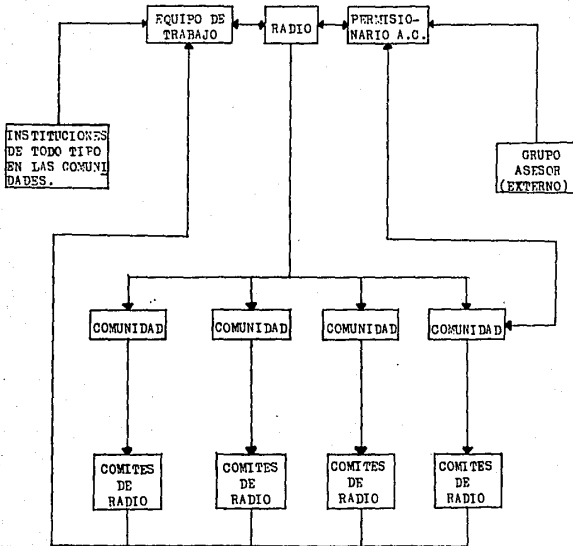 EQUIPO DE
TRABAJO
RADIO
PERMISIO-
NARIO A.C.
INSTITUCIONES
DE TODO TIPO
EN LAS COMUNI
DADES.
GRUPO
ASESOR
(EXTERNO)
COMUNIDAD
COMUNIDAD
COMUNIDAD
COMUNIDAD
COMITES
DE
RADIO
COMITES
DE
RADIO
COMITES
DE
RADIO
COMITES
DE
RADIO